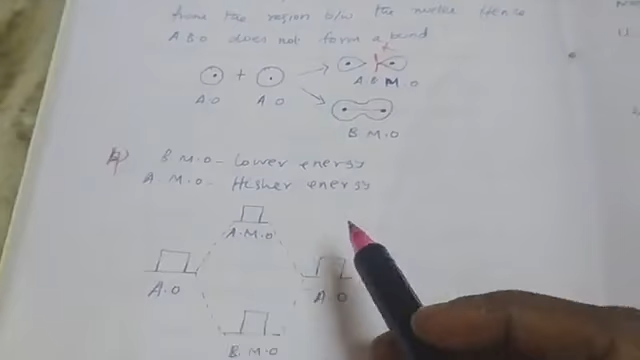 from the region b/w the nuclei Hence
A B O does not form a bond
A B M.O
A.O A.O
B M.O
B M.O - Lower energy
A M.O - Higher energy
A.M.O
A.O A O
B M.O